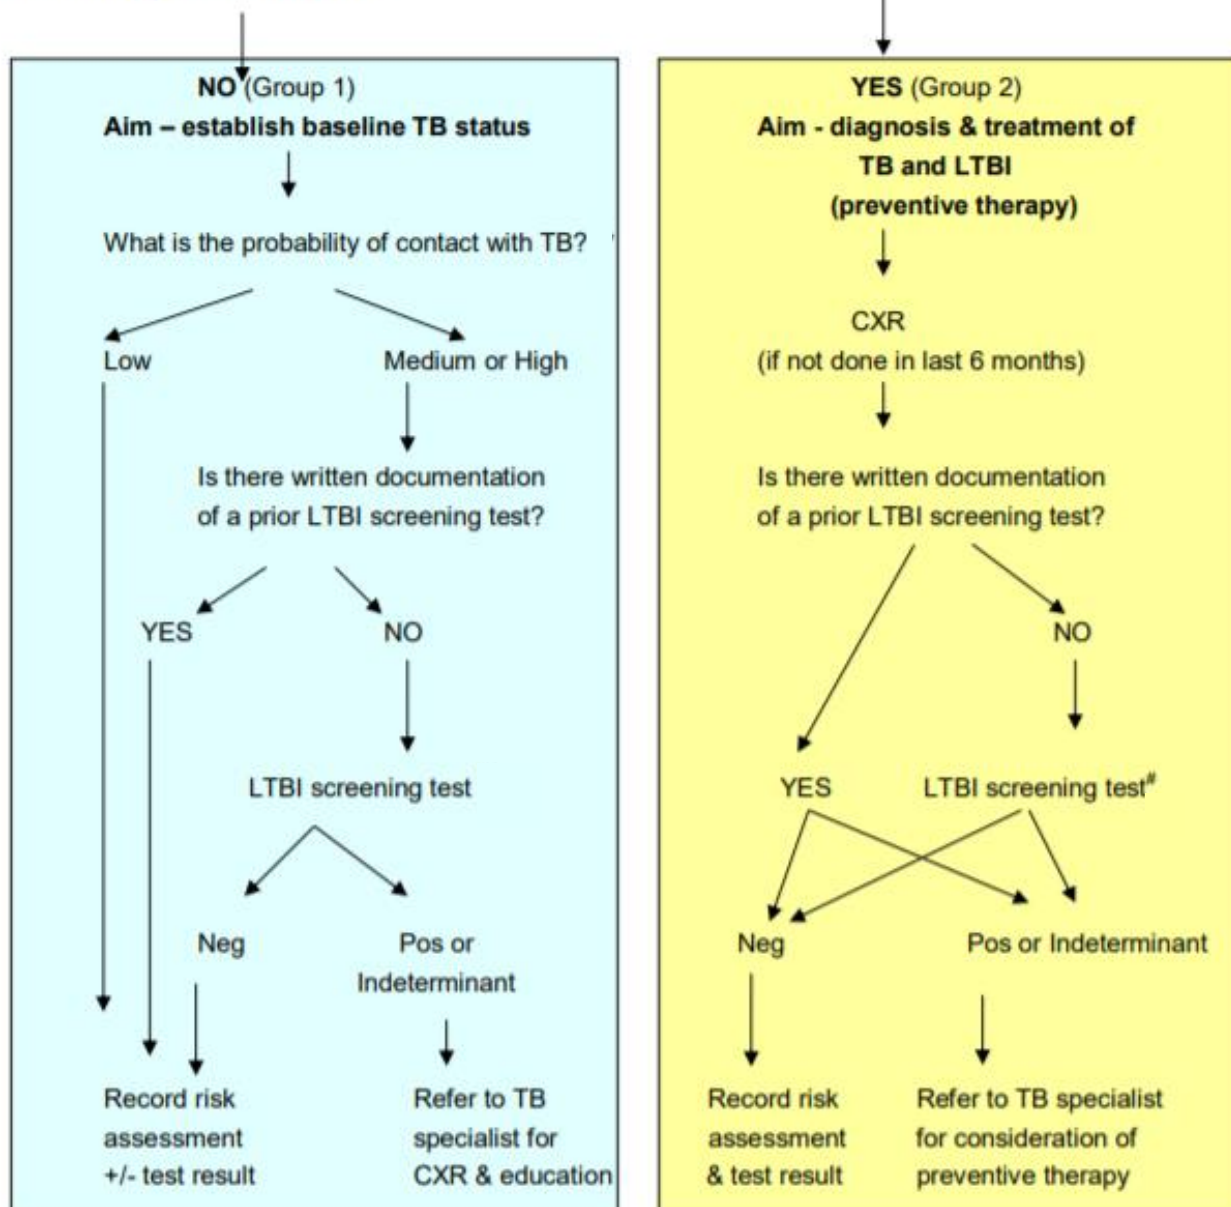 NO (Group 1)
Aim – establish baseline TB status
What is the probability of contact with TB?
Low
Medium or High
Is there written documentation
of a prior LTBI screening test?
YES
NO
LTBI screening test
Neg
Pos or
Indeterminant
Record risk
assessment
+/- test result
Refer to TB
specialist for
CXR & education
YES (Group 2)
Aim - diagnosis & treatment of
TB and LTBI
(preventive therapy)
CXR
(if not done in last 6 months)
Is there written documentation
of a prior LTBI screening test?
NO
YES
LTBI screening test#
Neg
Pos or Indeterminant
Record risk
assessment
& test result
Refer to TB specialist
for consideration of
preventive therapy